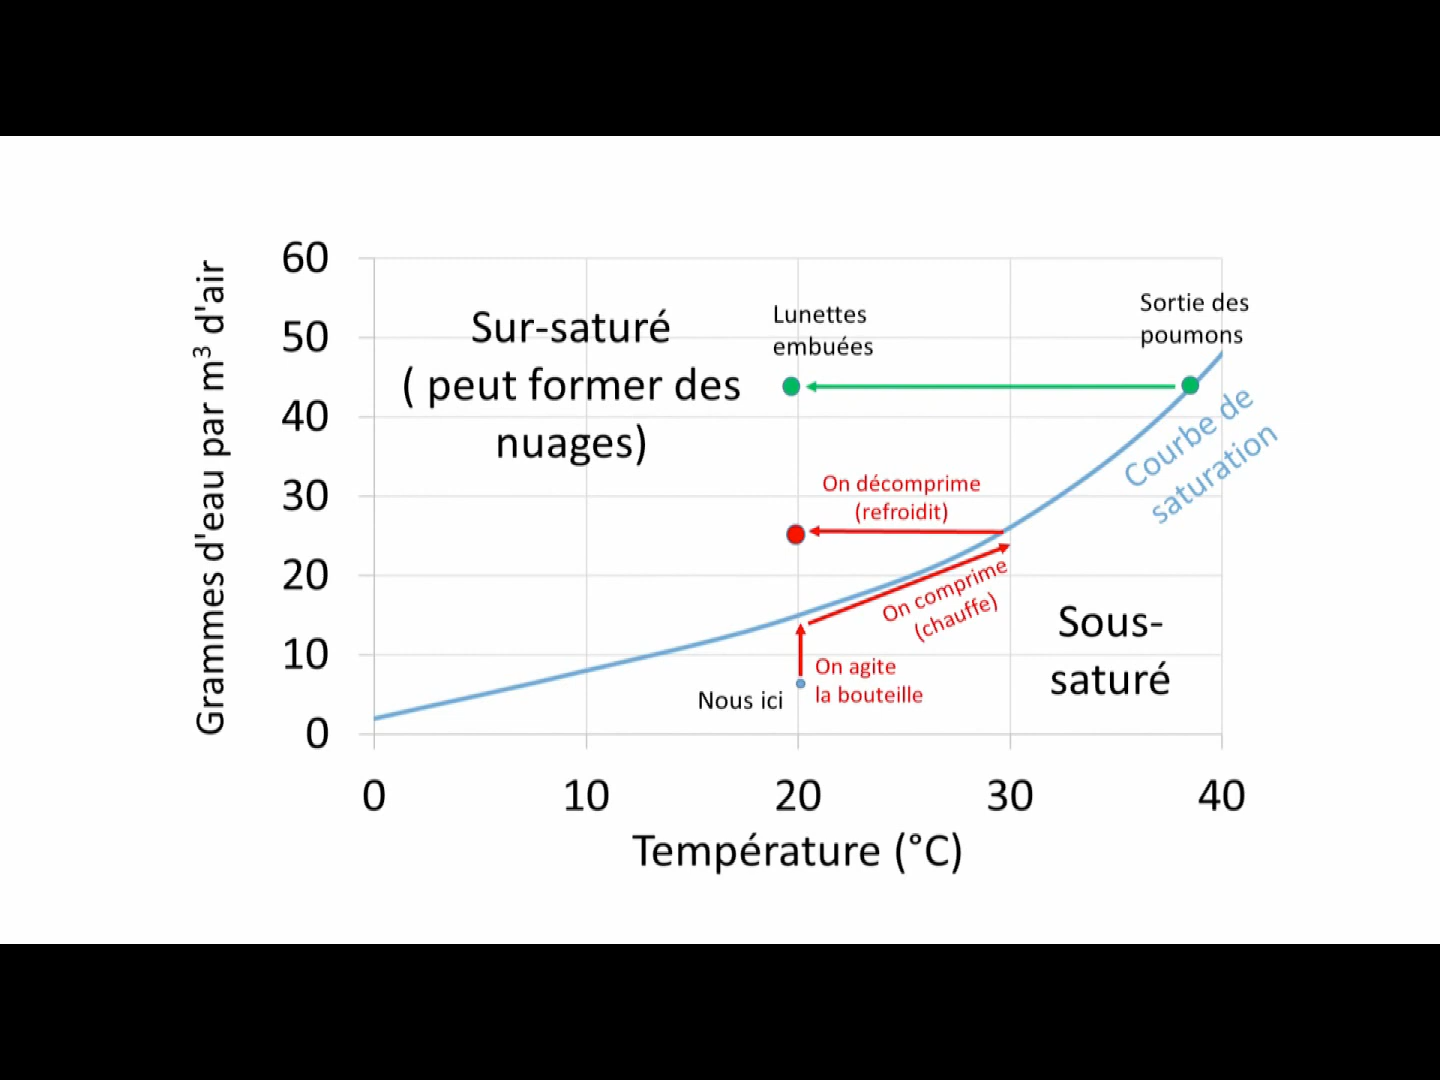 Grammes d'eau par m³ d'air
60
50
40
30
20
10
0
Sur-saturé
( peut former des
nuages)
Lunettes
embuées
Sortie des
poumons
Courbe de
saturation
On décomprime
(refroidit)
On comprime
(chauffe)
Sous-
saturé
On agite
la bouteille
Nous ici
0 10 20 30 40
Température (°C)